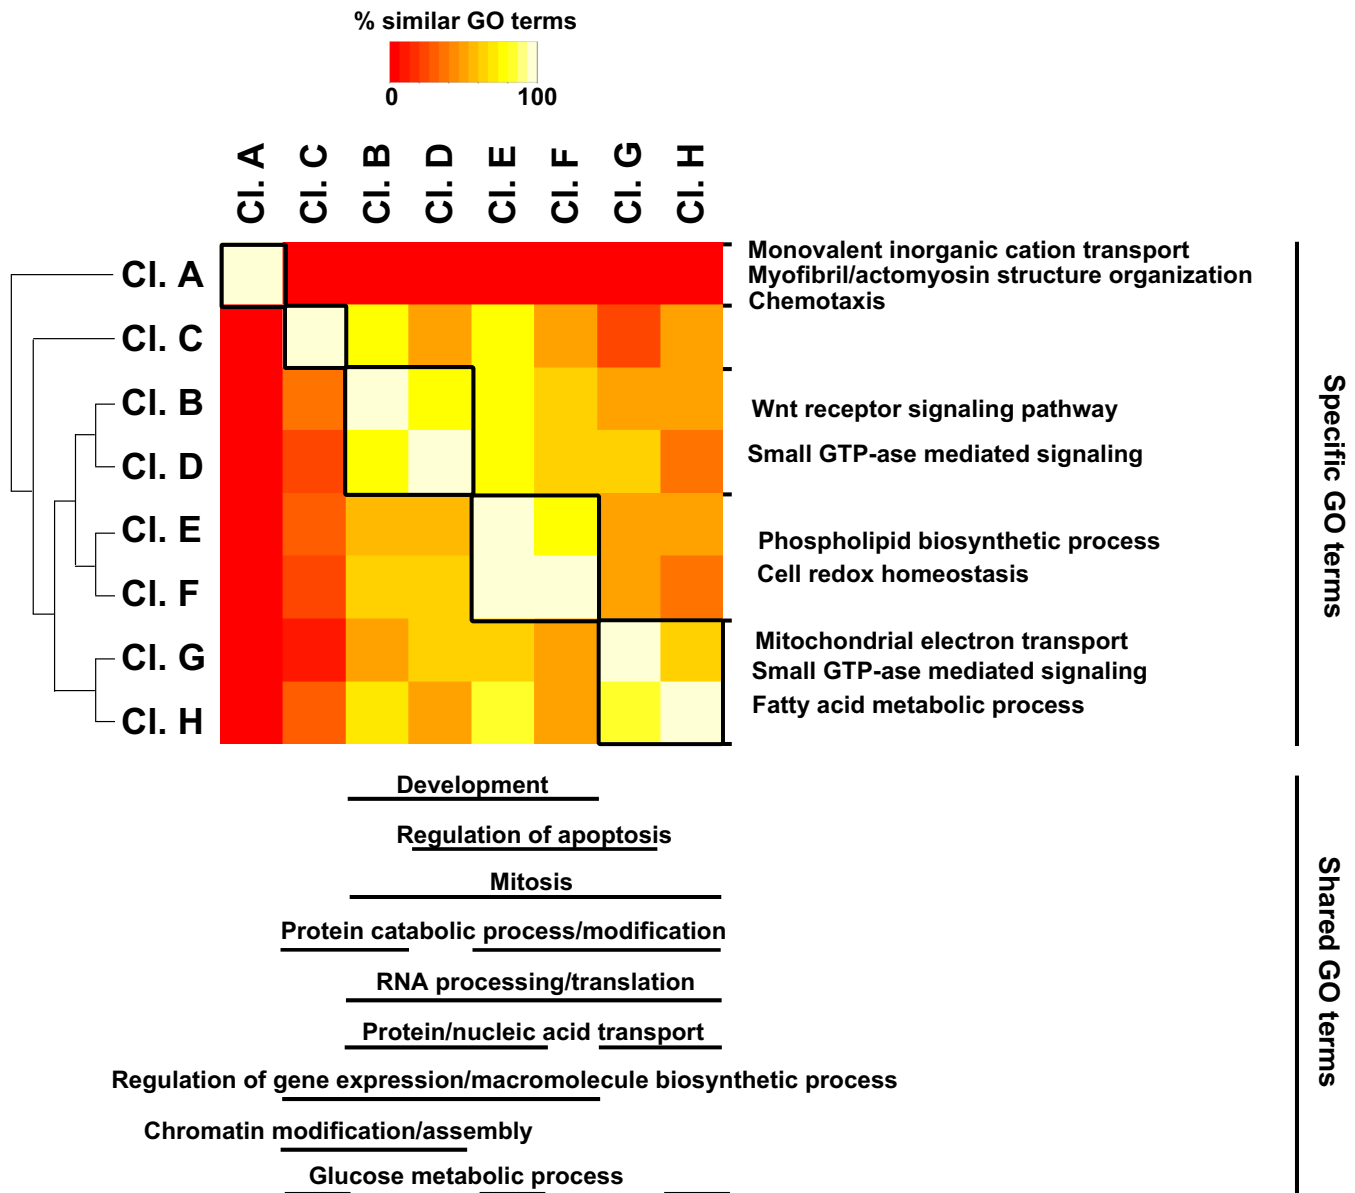 % similar GO terms
0 100
Cl. A Cl. C Cl. B Cl. D Cl. E Cl. F Cl. G Cl. H
Cl. A
Cl. C
Cl. B
Cl. D
Cl. E
Cl. F
Cl. G
Cl. H
Monovalent inorganic cation transport
Myofibril/actomyosin structure organization
Chemotaxis
Wnt receptor signaling pathway
Small GTP-ase mediated signaling
Phospholipid biosynthetic process
Cell redox homeostasis
Mitochondrial electron transport
Small GTP-ase mediated signaling
Fatty acid metabolic process
Specific GO terms
Development
Regulation of apoptosis
Mitosis
Protein catabolic process/modification
RNA processing/translation
Protein/nucleic acid transport
Regulation of gene expression/macromolecule biosynthetic process
Chromatin modification/assembly
Glucose metabolic process
Shared GO terms